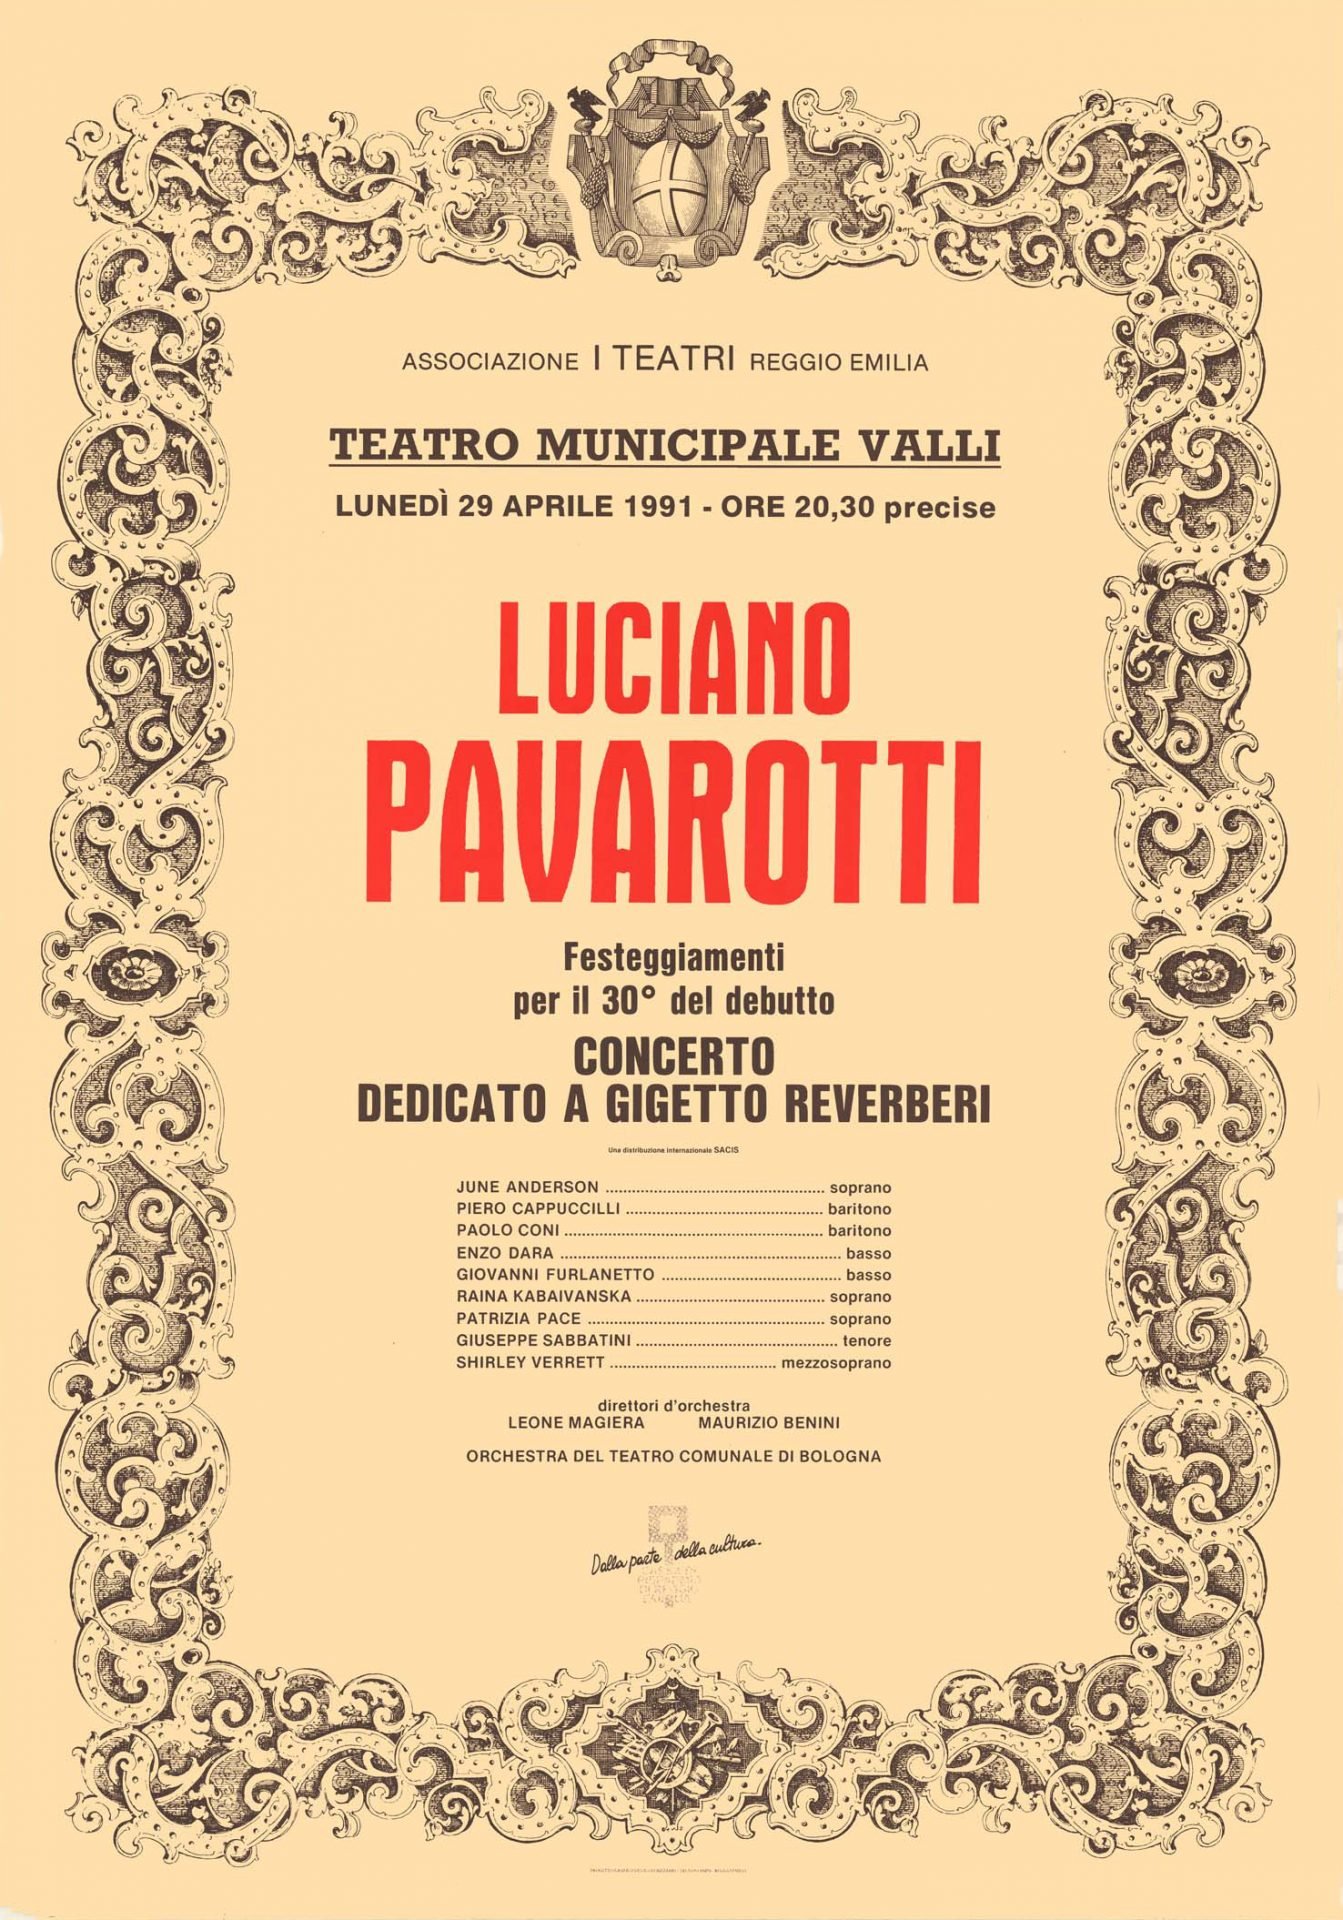 ASSOCIAZIONE I TEATRI REGGIO EMILIA
TEATRO MUNICIPALE VALLI
LUNEDÌ 29 APRILE 1991 - ORE 20,30 precise
LUCIANO
PAVAROTTI
Festeggiamenti
per il 30° del debutto
CONCERTO
DEDICATO A GIGETTO REVERBERI
Una distribuzione internazionale SACIS
JUNE ANDERSON .......................................... soprano
PIERO CAPPUCCILLI ...................................... baritono
PAOLO CONI .................................................. baritono
ENZO DARA ...................................................... basso
GIOVANNI FURLANETTO .................................. basso
RAINA KABAIVANSKA .................................... soprano
PATRIZIA PACE .............................................. soprano
GIUSEPPE SABBATINI ....................................... tenore
SHIRLEY VERRETT ................................ mezzosoprano
direttori d'orchestra
LEONE MAGIERA MAURIZIO BENINI
ORCHESTRA DEL TEATRO COMUNALE DI BOLOGNA
Dalla parte della cultura.